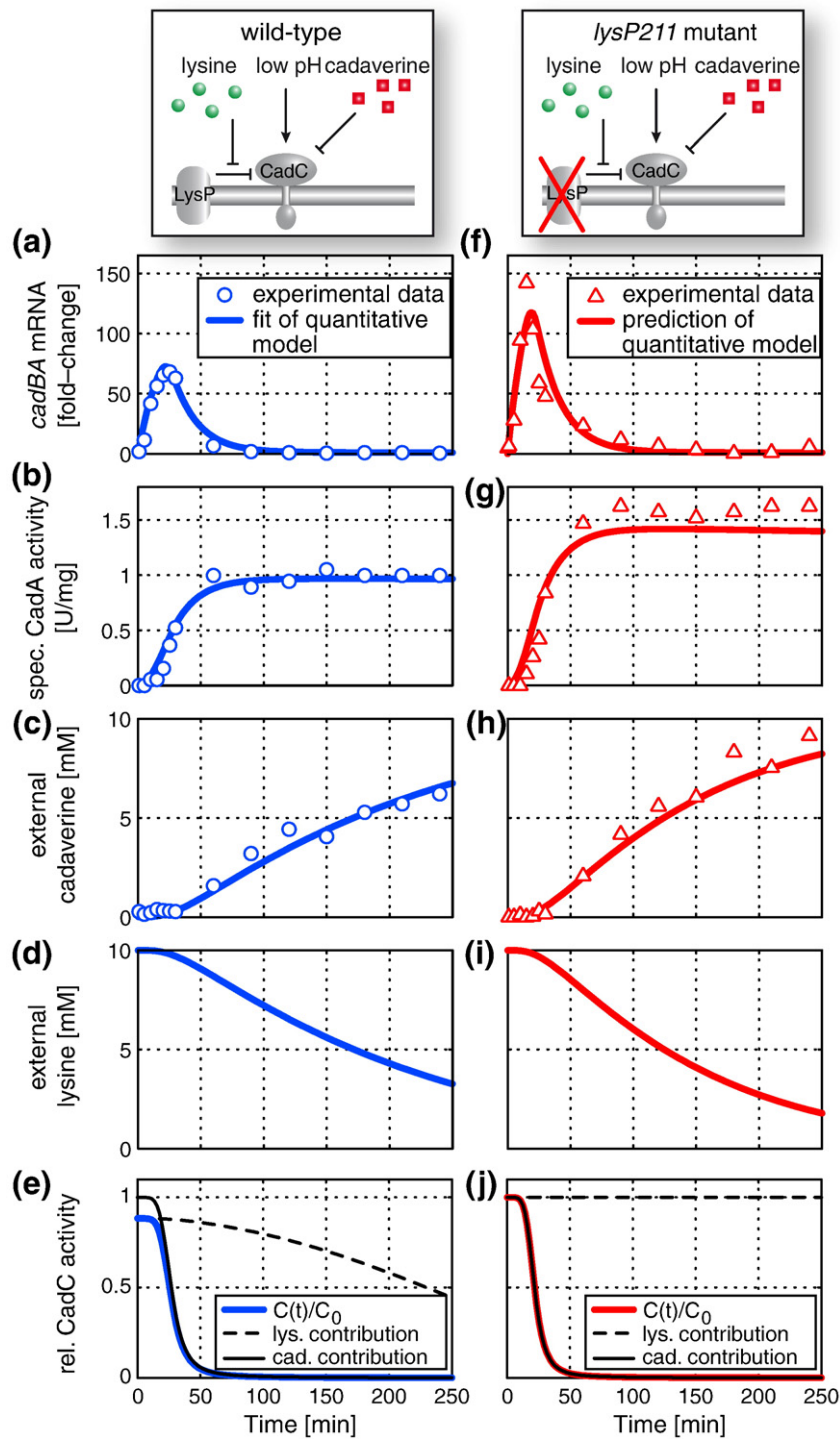 wild-type
lysine
low pH
cadaverine
LysP
CadC
lysP211 mutant
lysine
low pH
cadaverine
LysP
CadC
(a)
cadBA mRNA
[fold–change]
150
100
50
0
experimental data
fit of quantitative
model
(f)
experimental data
prediction of
quantitative model
(b)
spec. CadA activity
[U/mg]
1.5
1
0.5
0
(g)
(c)
external
cadaverine [mM]
10
5
0
(h)
(d)
external
lysine [mM]
10
5
0
(i)
(e)
rel. CadC activity
1
0.5
0
C(t)/C0
lys. contribution
cad. contribution
0 50 100 150 200 250
Time [min]
(j)
C(t)/C0
lys. contribution
cad. contribution
0 50 100 150 200 250
Time [min]